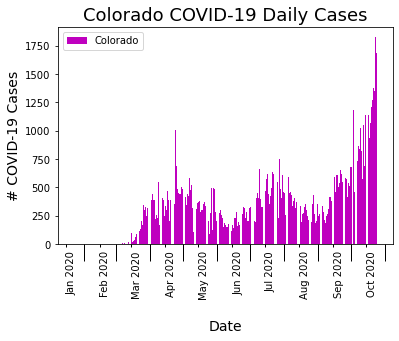 Colorado COVID-19 Daily Cases
Colorado
# COVID-19 Cases
1750
1500
1250
1000
750
500
250
0
Jan 2020
Feb 2020
Mar 2020
Apr 2020
May 2020
Jun 2020
Jul 2020
Aug 2020
Sep 2020
Oct 2020
Date